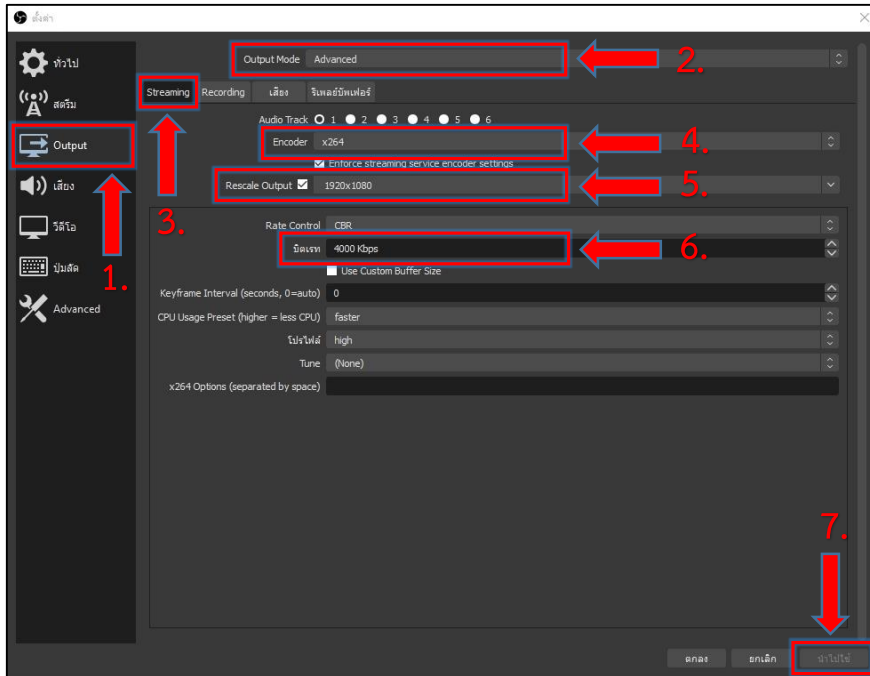 ตั้งค่า
ทั่วไป
สตรีม
Output
เสียง
วิดีโอ
ปุ่มลัด
Advanced
1.
Output Mode Advanced
2.
Streaming Recording เสียง รีเพลย์บัฟเฟอร์
3.
Audio Track 1 2 3 4 5 6
Encoder x264
4.
Enforce streaming service encoder settings
Rescale Output 1920x1080
5.
Rate Control CBR
บิตเรท 4000 Kbps
6.
Use Custom Buffer Size
Keyframe Interval (seconds, 0=auto) 0
CPU Usage Preset (higher = less CPU) faster
โปรไฟล์ high
Tune (None)
x264 Options (separated by space)
7.
ตกลง ยกเลิก นำไปใช้